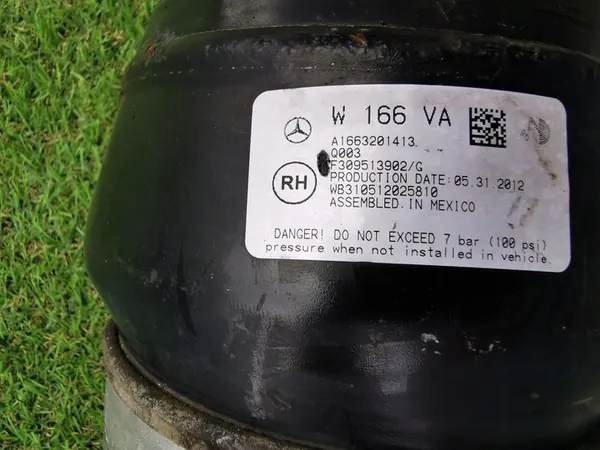 W 166 VA
A1663201413
Q003
F309513902/G
RH
PRODUCTION DATE: 05.31.2012
WB310512025810
ASSEMBLED IN MEXICO
DANGER! DO NOT EXCEED 7 bar (100 psi)
pressure when not installed in vehicle.